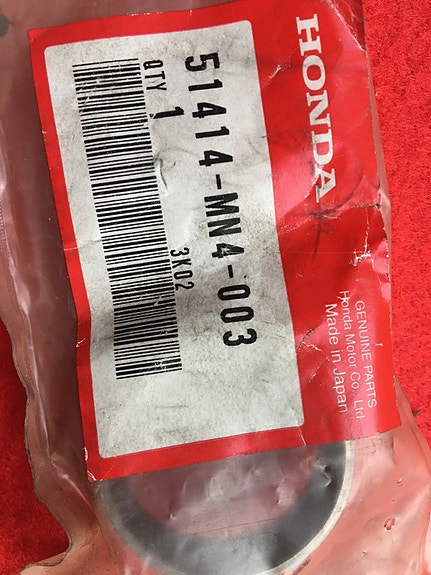 HONDA
51414-MN4-003
QTY 1
3K02
GENUINE PARTS
Honda Motor Co., Ltd.
Made in Japan